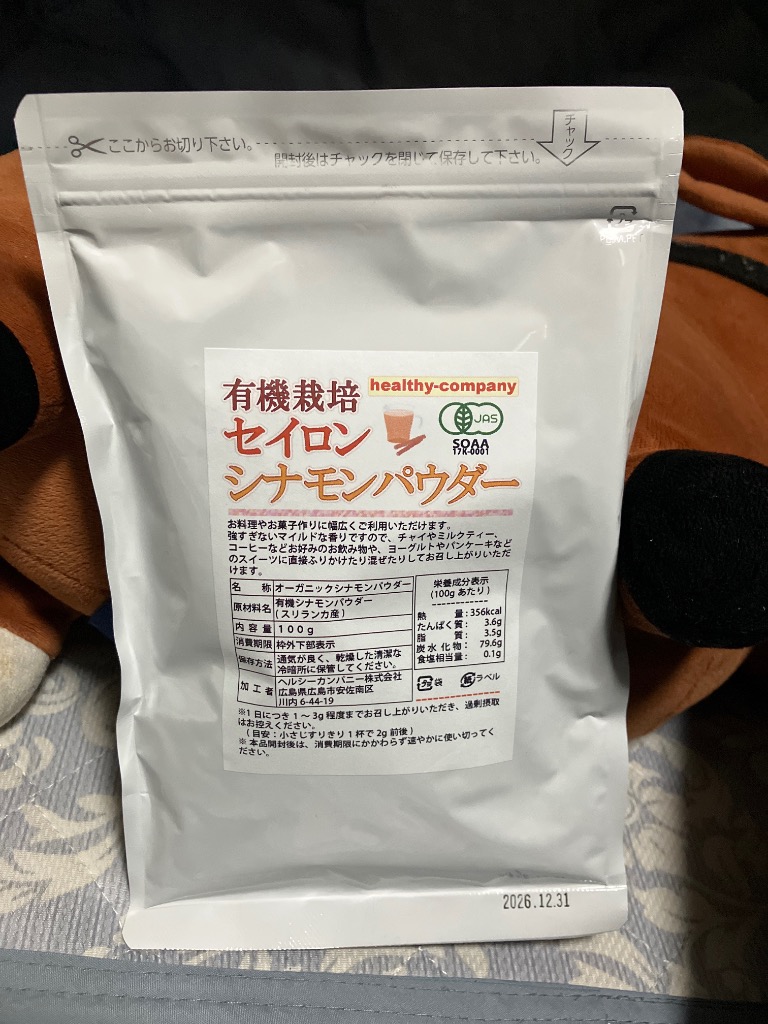 ここからお切り下さい。
開封後はチャックを閉じて保存して下さい。
チャック
プラ
有機栽培
healthy-company
セイロン
JAS
SOAA
17K-0001
シナモンパウダー
お料理やお菓子作りに幅広くご利用いただけます。
強すぎないマイルドな香りですので、チャイやミルクティー、
コーヒーなどお好みのお飲み物や、ヨーグルトやパンケーキなど
のスイーツに直接ふりかけたり混ぜたりしてお召し上がりいただ
けます。
名 称 オーガニックシナモンパウダー
原材料名 有機シナモンパウダー
(スリランカ産)
内容量 100g
消費期限 枠外下部表示
保存方法 通気が良く、乾燥した清潔な
冷暗所に保管してください。
加工者 ヘルシーカンパニー株式会社
広島県広島市安佐南区
川内 6-44-19
栄養成分表示
(100g あたり)
熱量:356kcal
たんぱく質:3.6g
脂質:3.5g
炭水化物:79.6g
食塩相当量:0.1g
プラ 袋 紙 ラベル
※1日につき1~3g程度までお召し上がりいただき、過剰摂取
はお控えください。
(目安:小さじすりきり1杯で2g前後)
※本品開封後は、消費期限にかかわらず速やかに使い切ってく
ださい。
2026.12.31